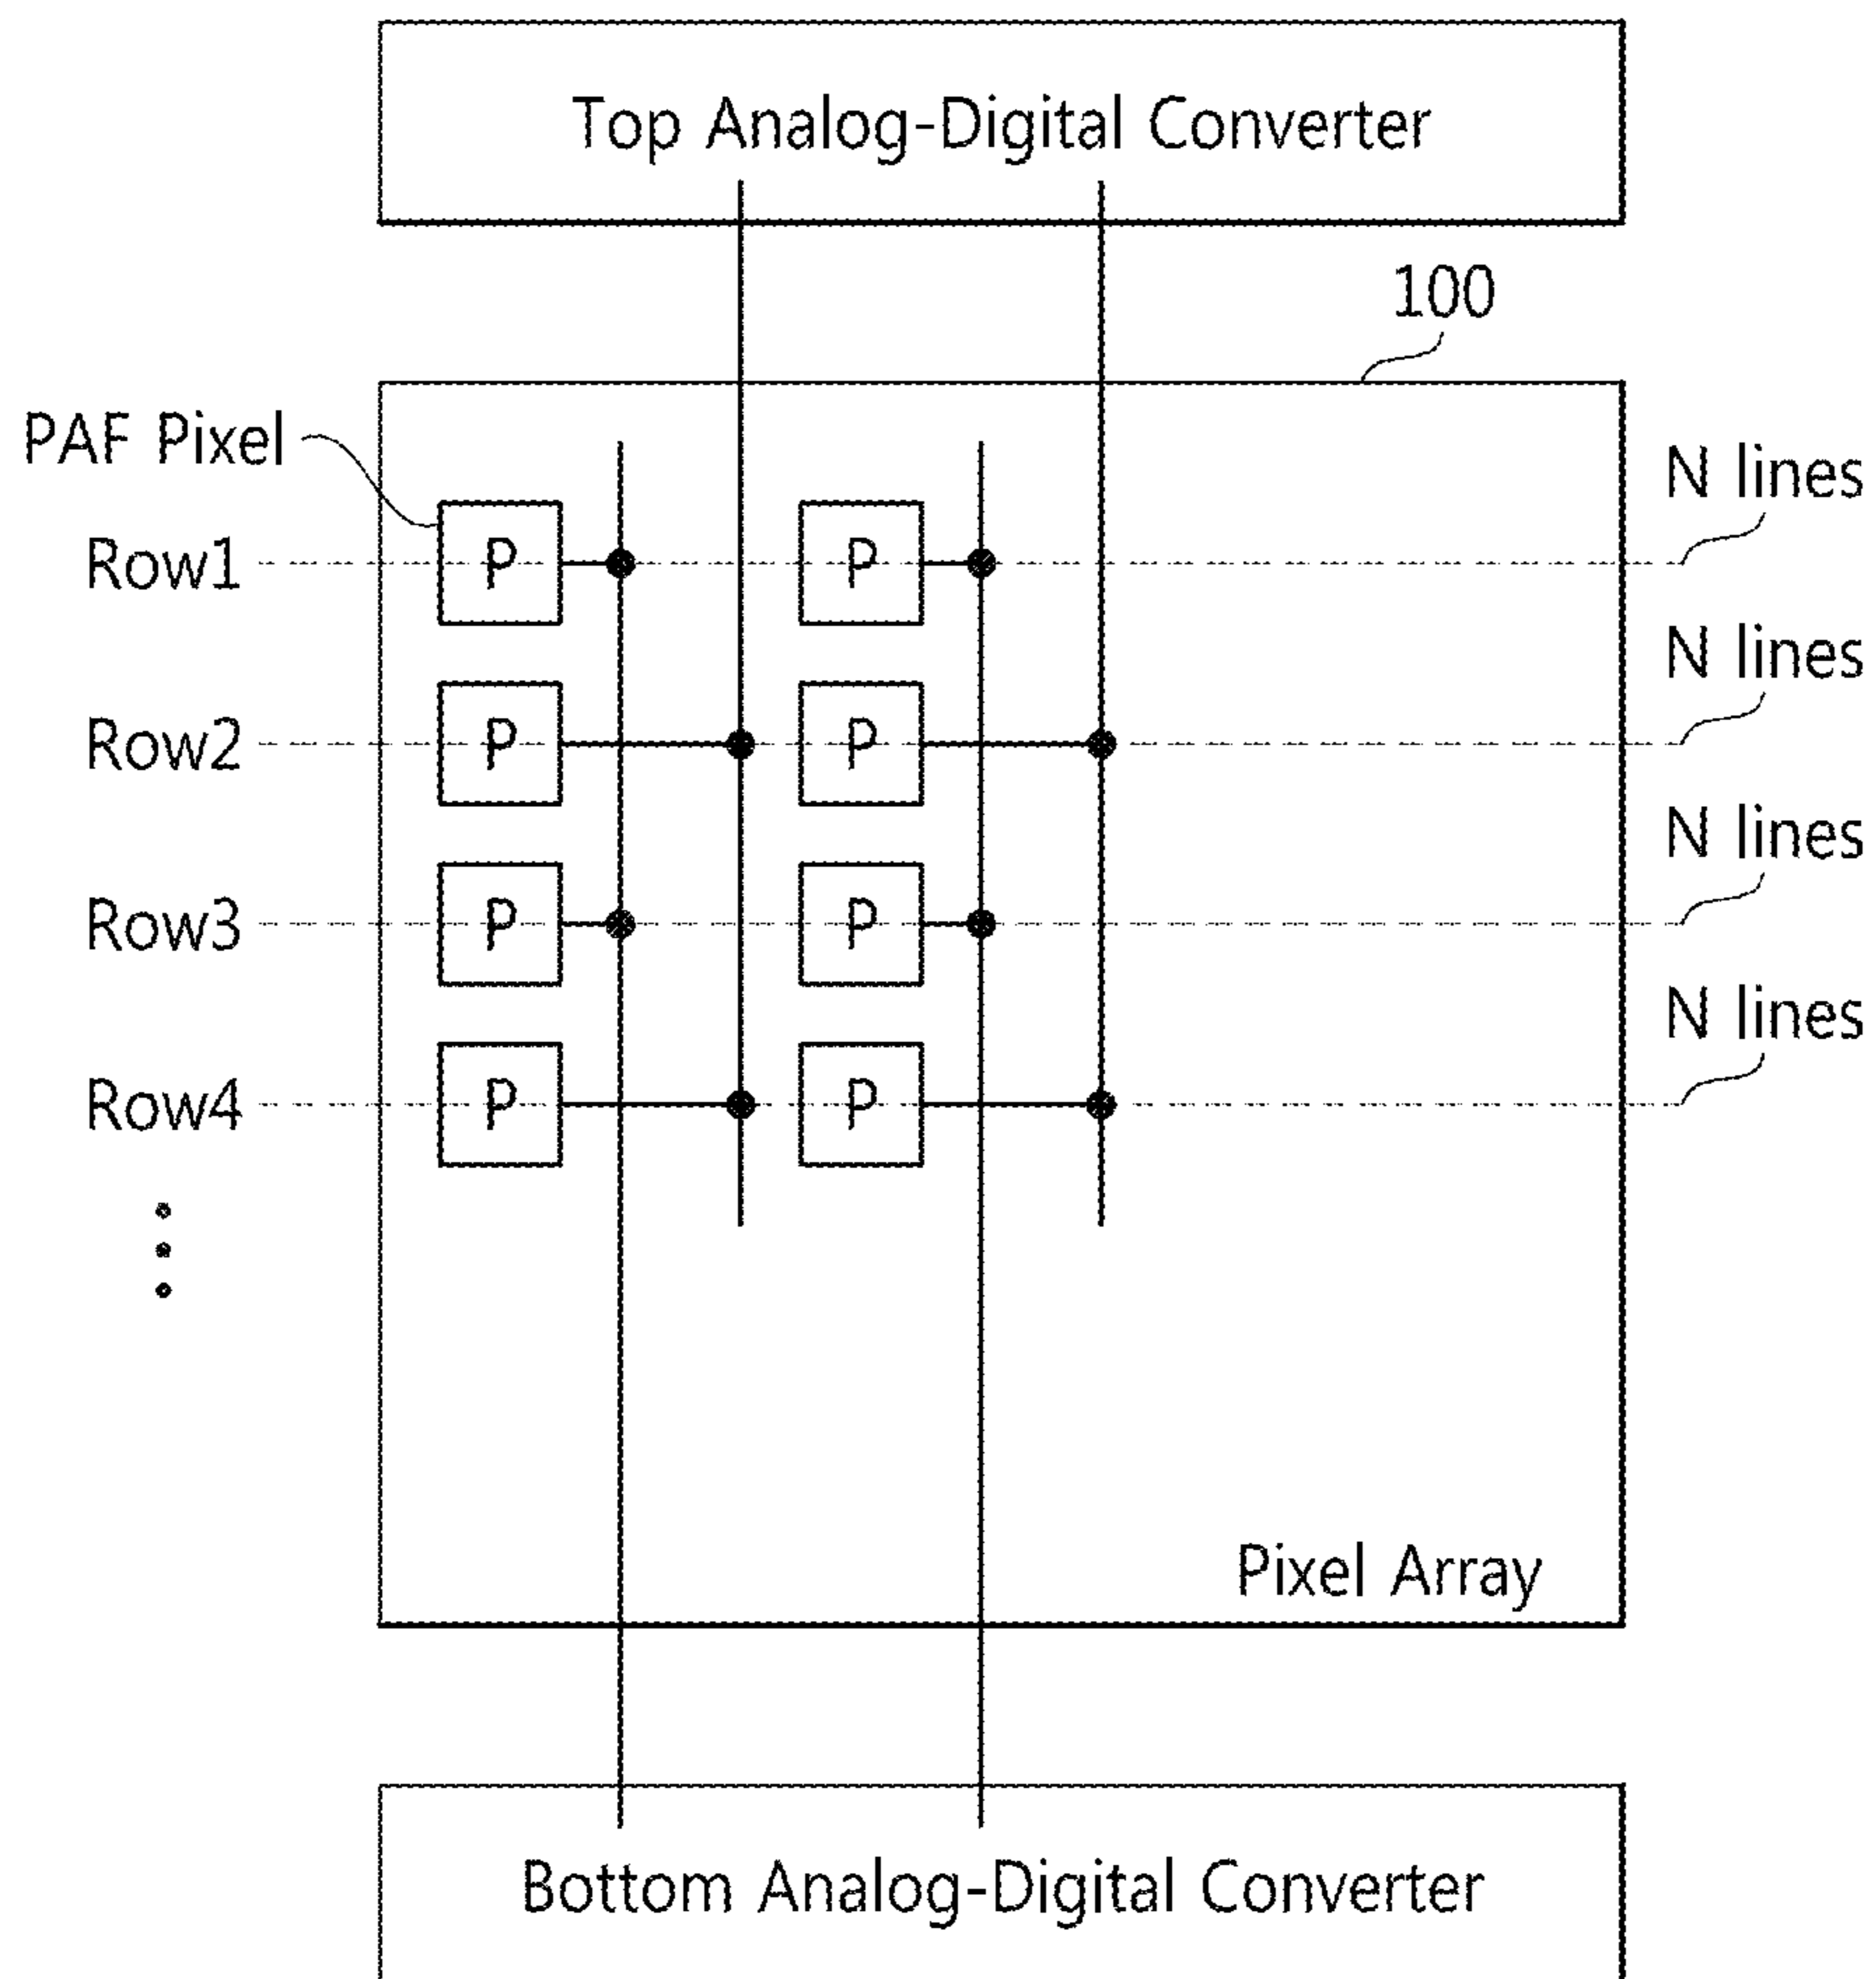 Top Analog-Digital Converter
100
PAF Pixel
N lines
Row1 P P
N lines
Row2 P P
N lines
Row3 P P
N lines
Row4 P P
Pixel Array
Bottom Analog-Digital Converter